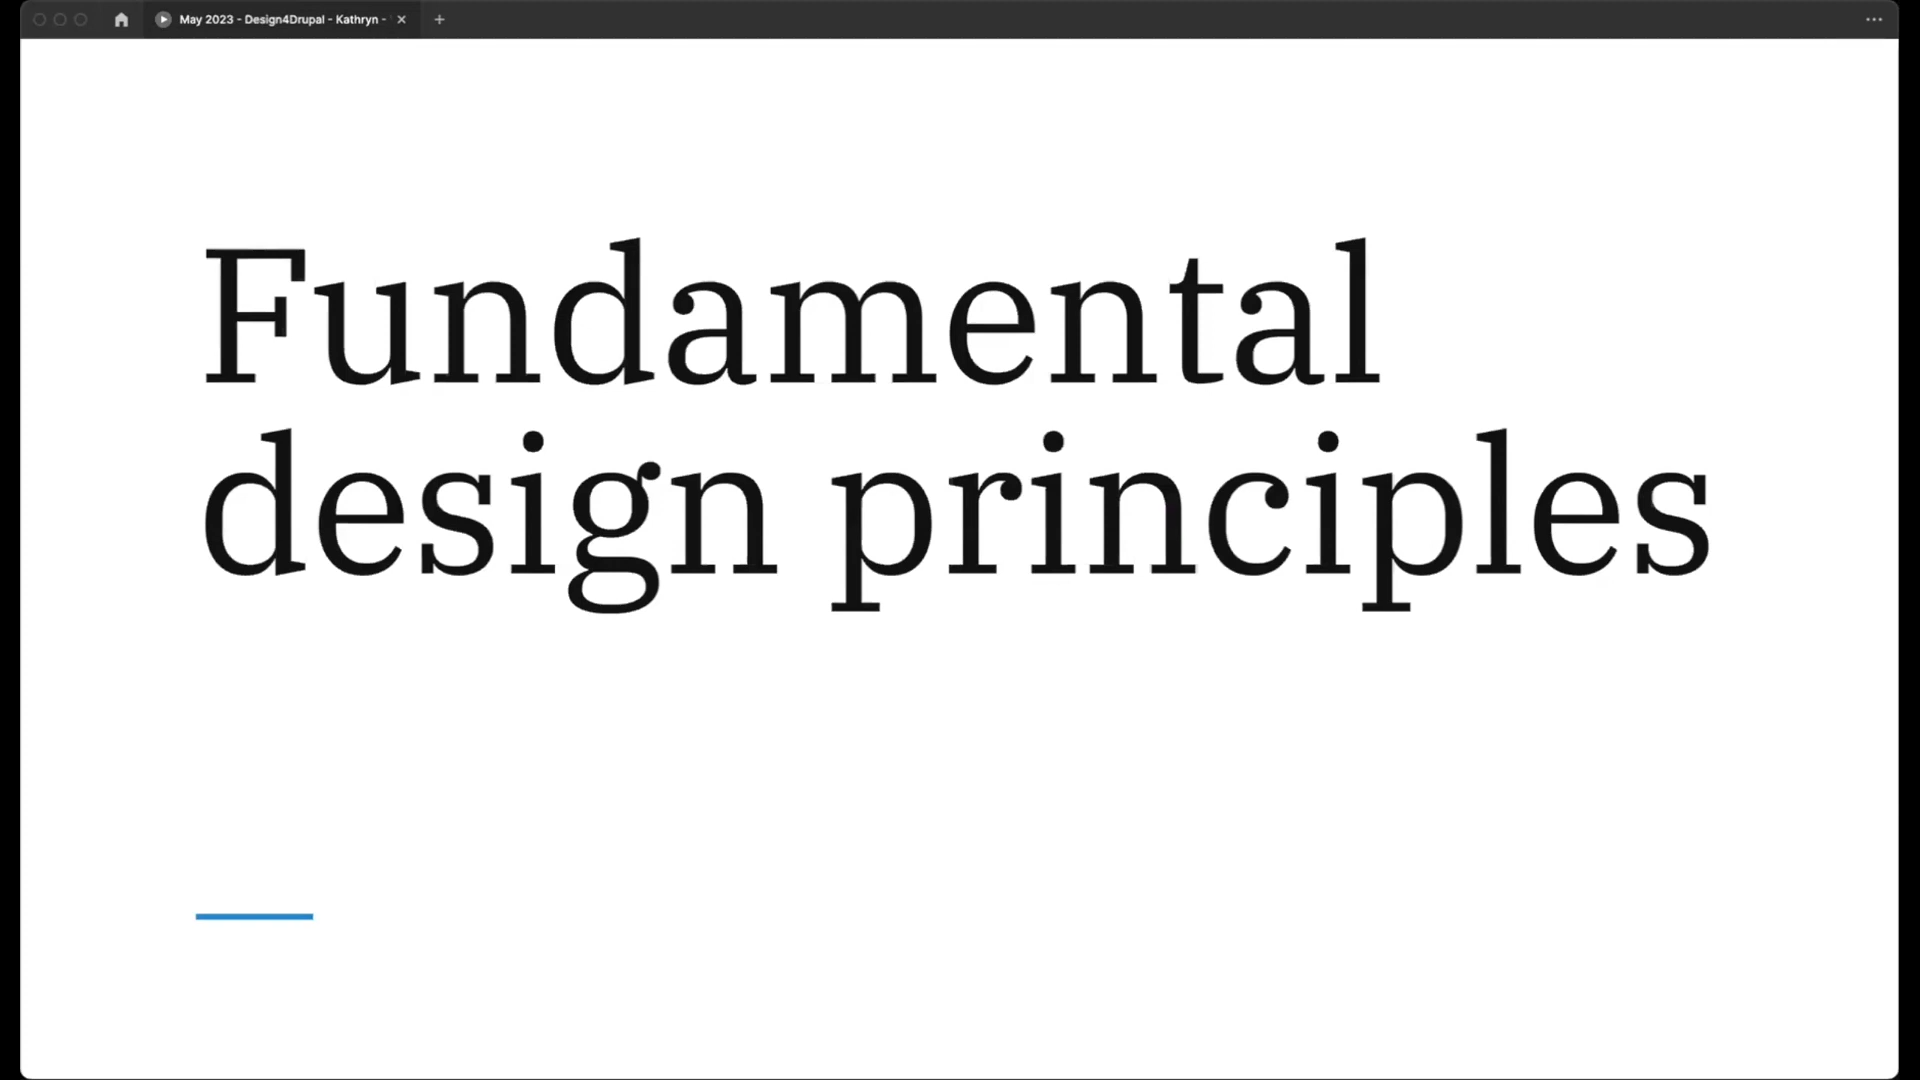 May 2023 - Design4Drupal - Kathryn -
Fundamental
design principles